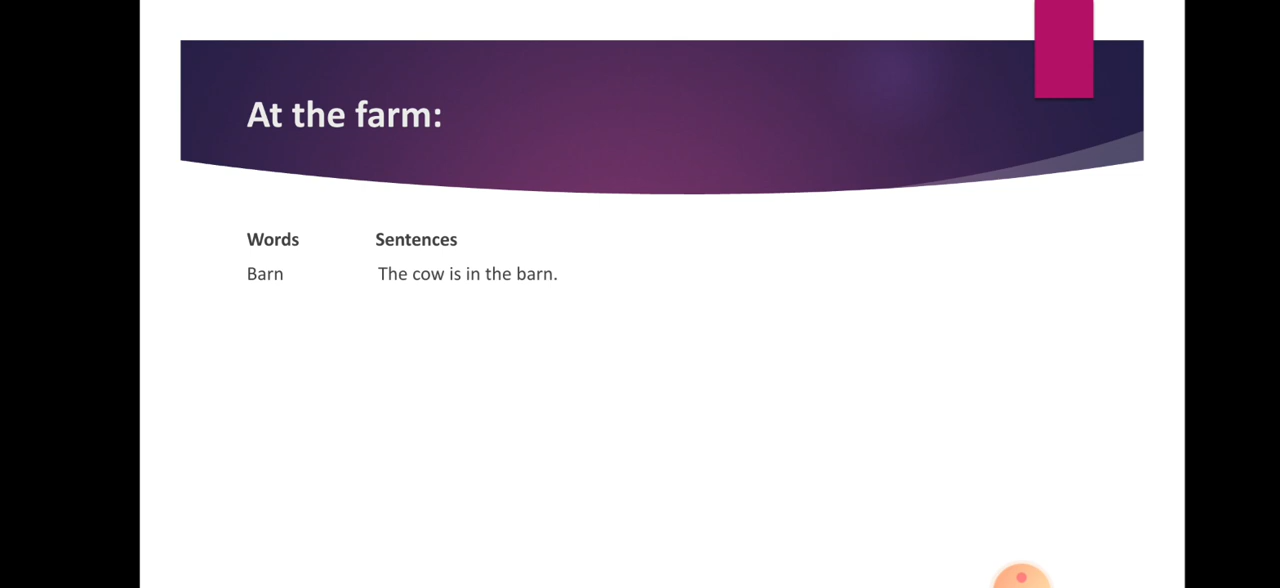 At the farm:
Words Sentences
Barn The cow is in the barn.